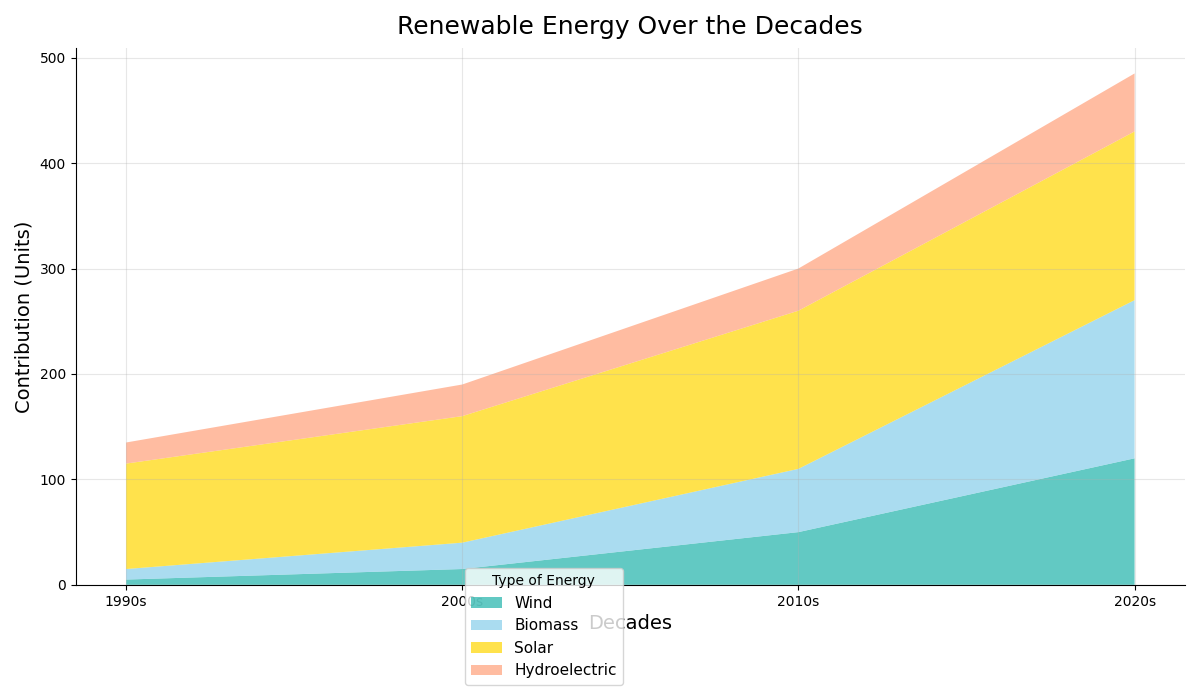 Renewable Energy Over the Decades
Contribution (Units)
500
400
300
200
100
0
1990s
2000s
2010s
2020s
Decades
Type of Energy
Wind
Biomass
Solar
Hydroelectric